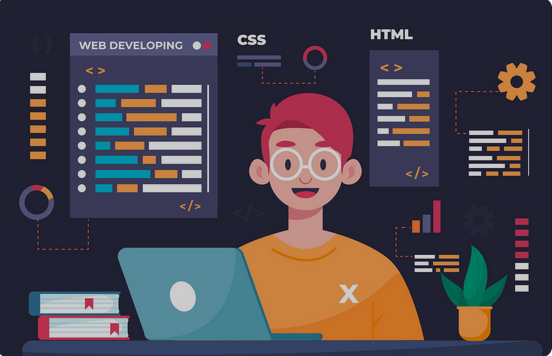 WEB DEVELOPING
CSS
HTML
< >
< >
</>
</>
</>
X